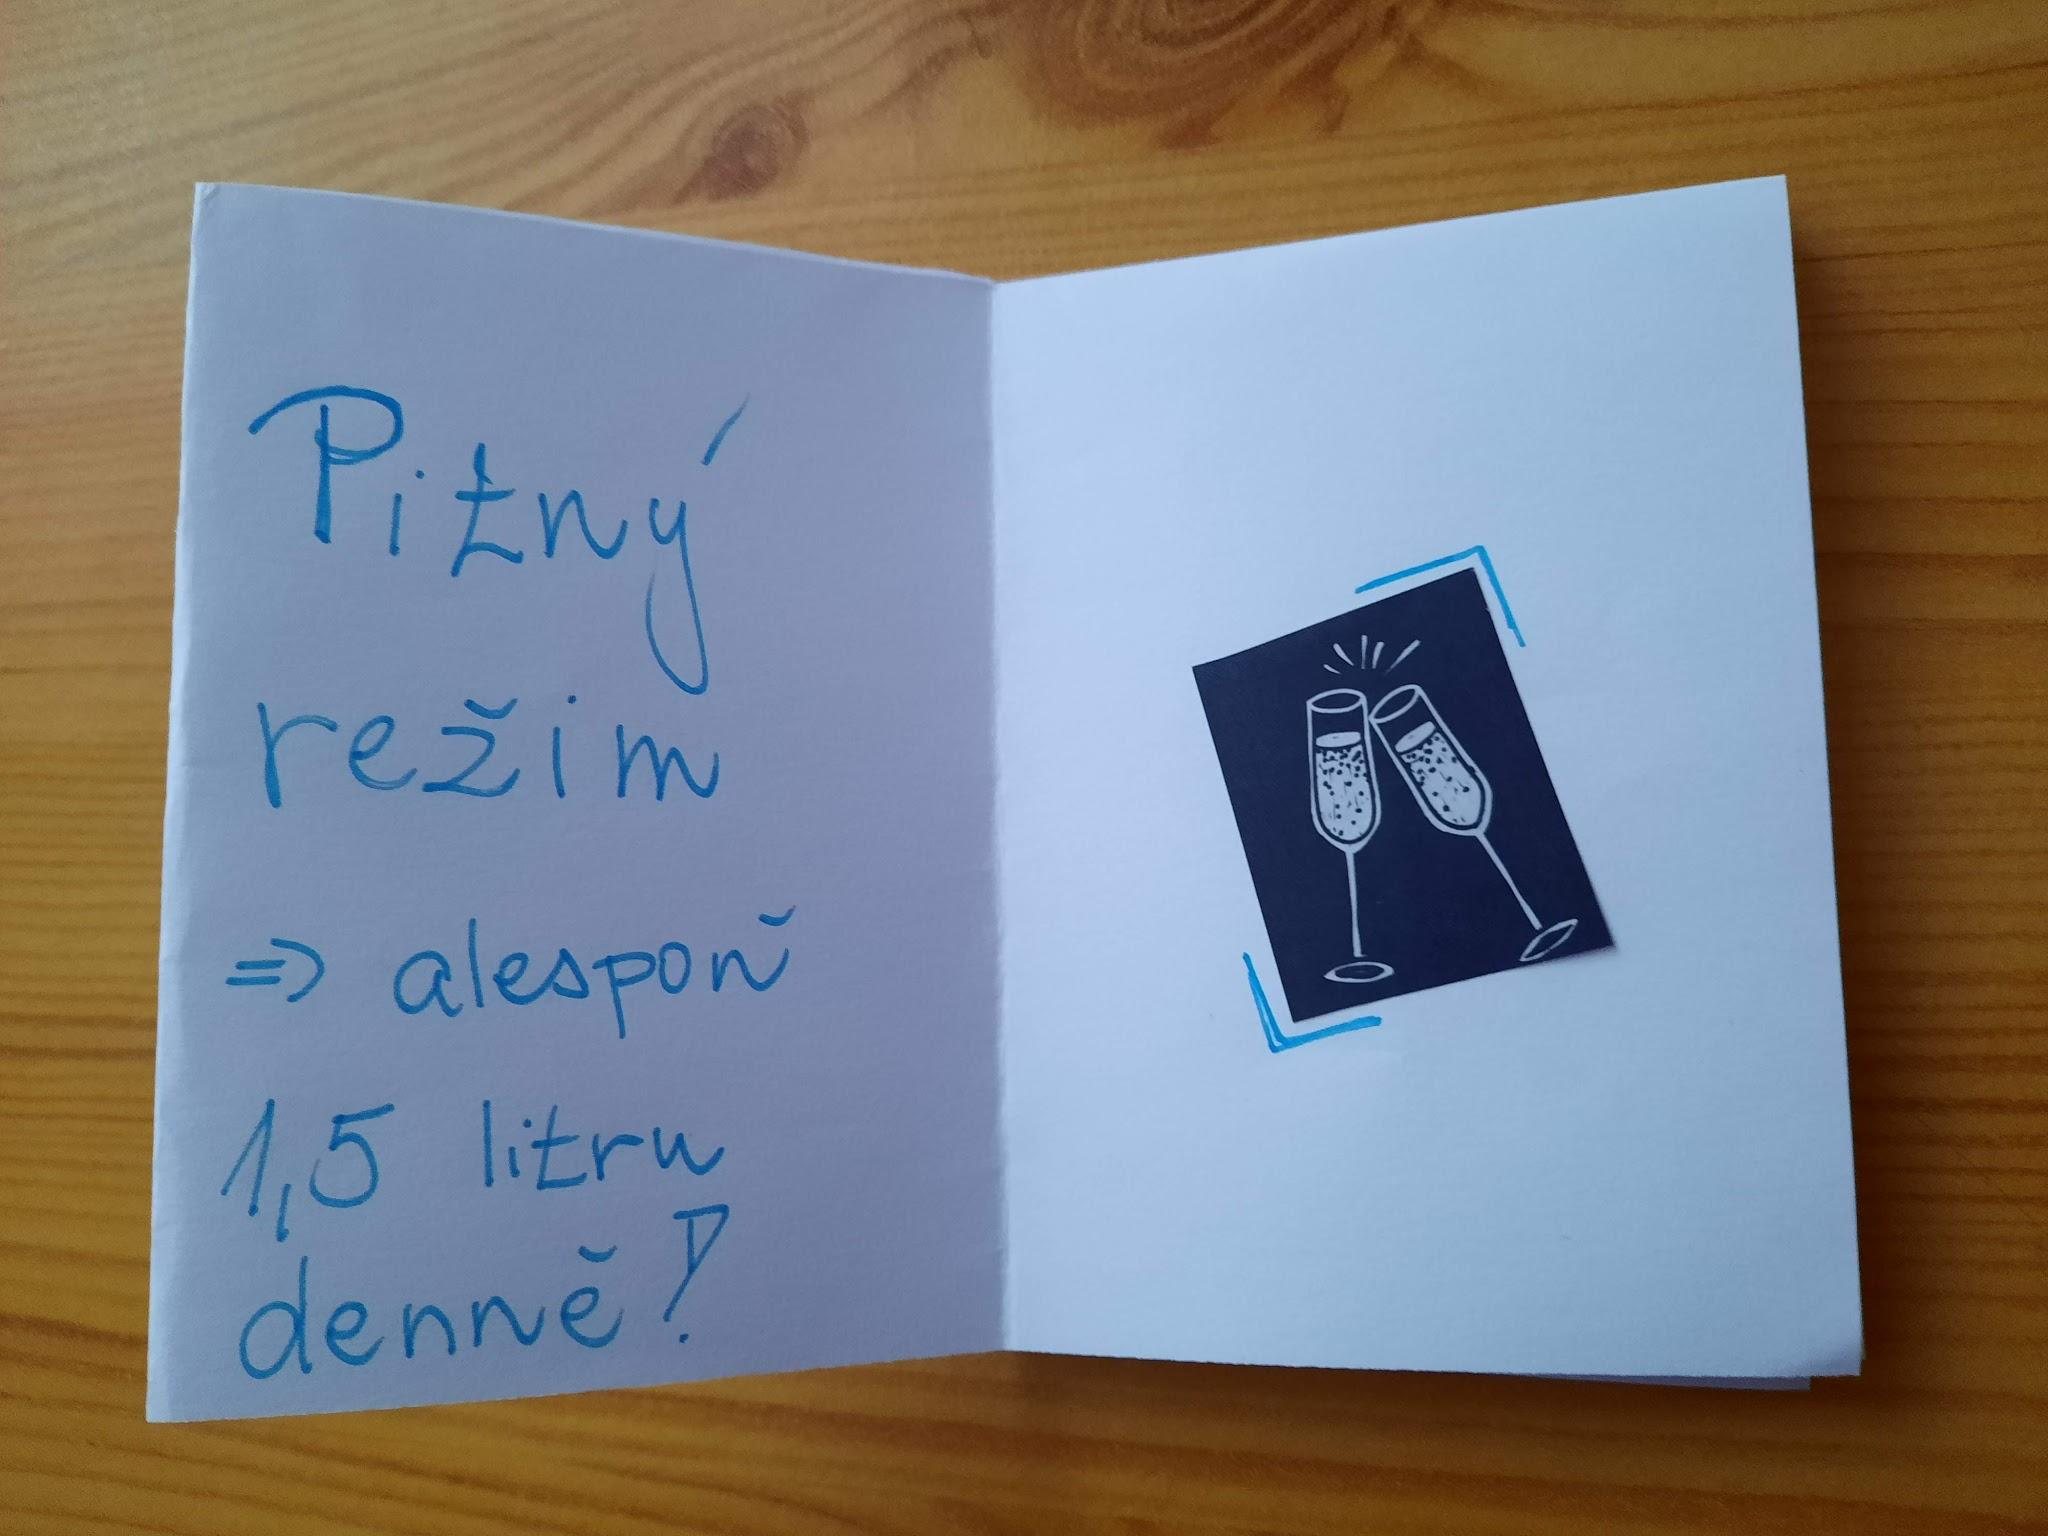 Pitný
režim
=> alespoň
1,5 litru
denně!